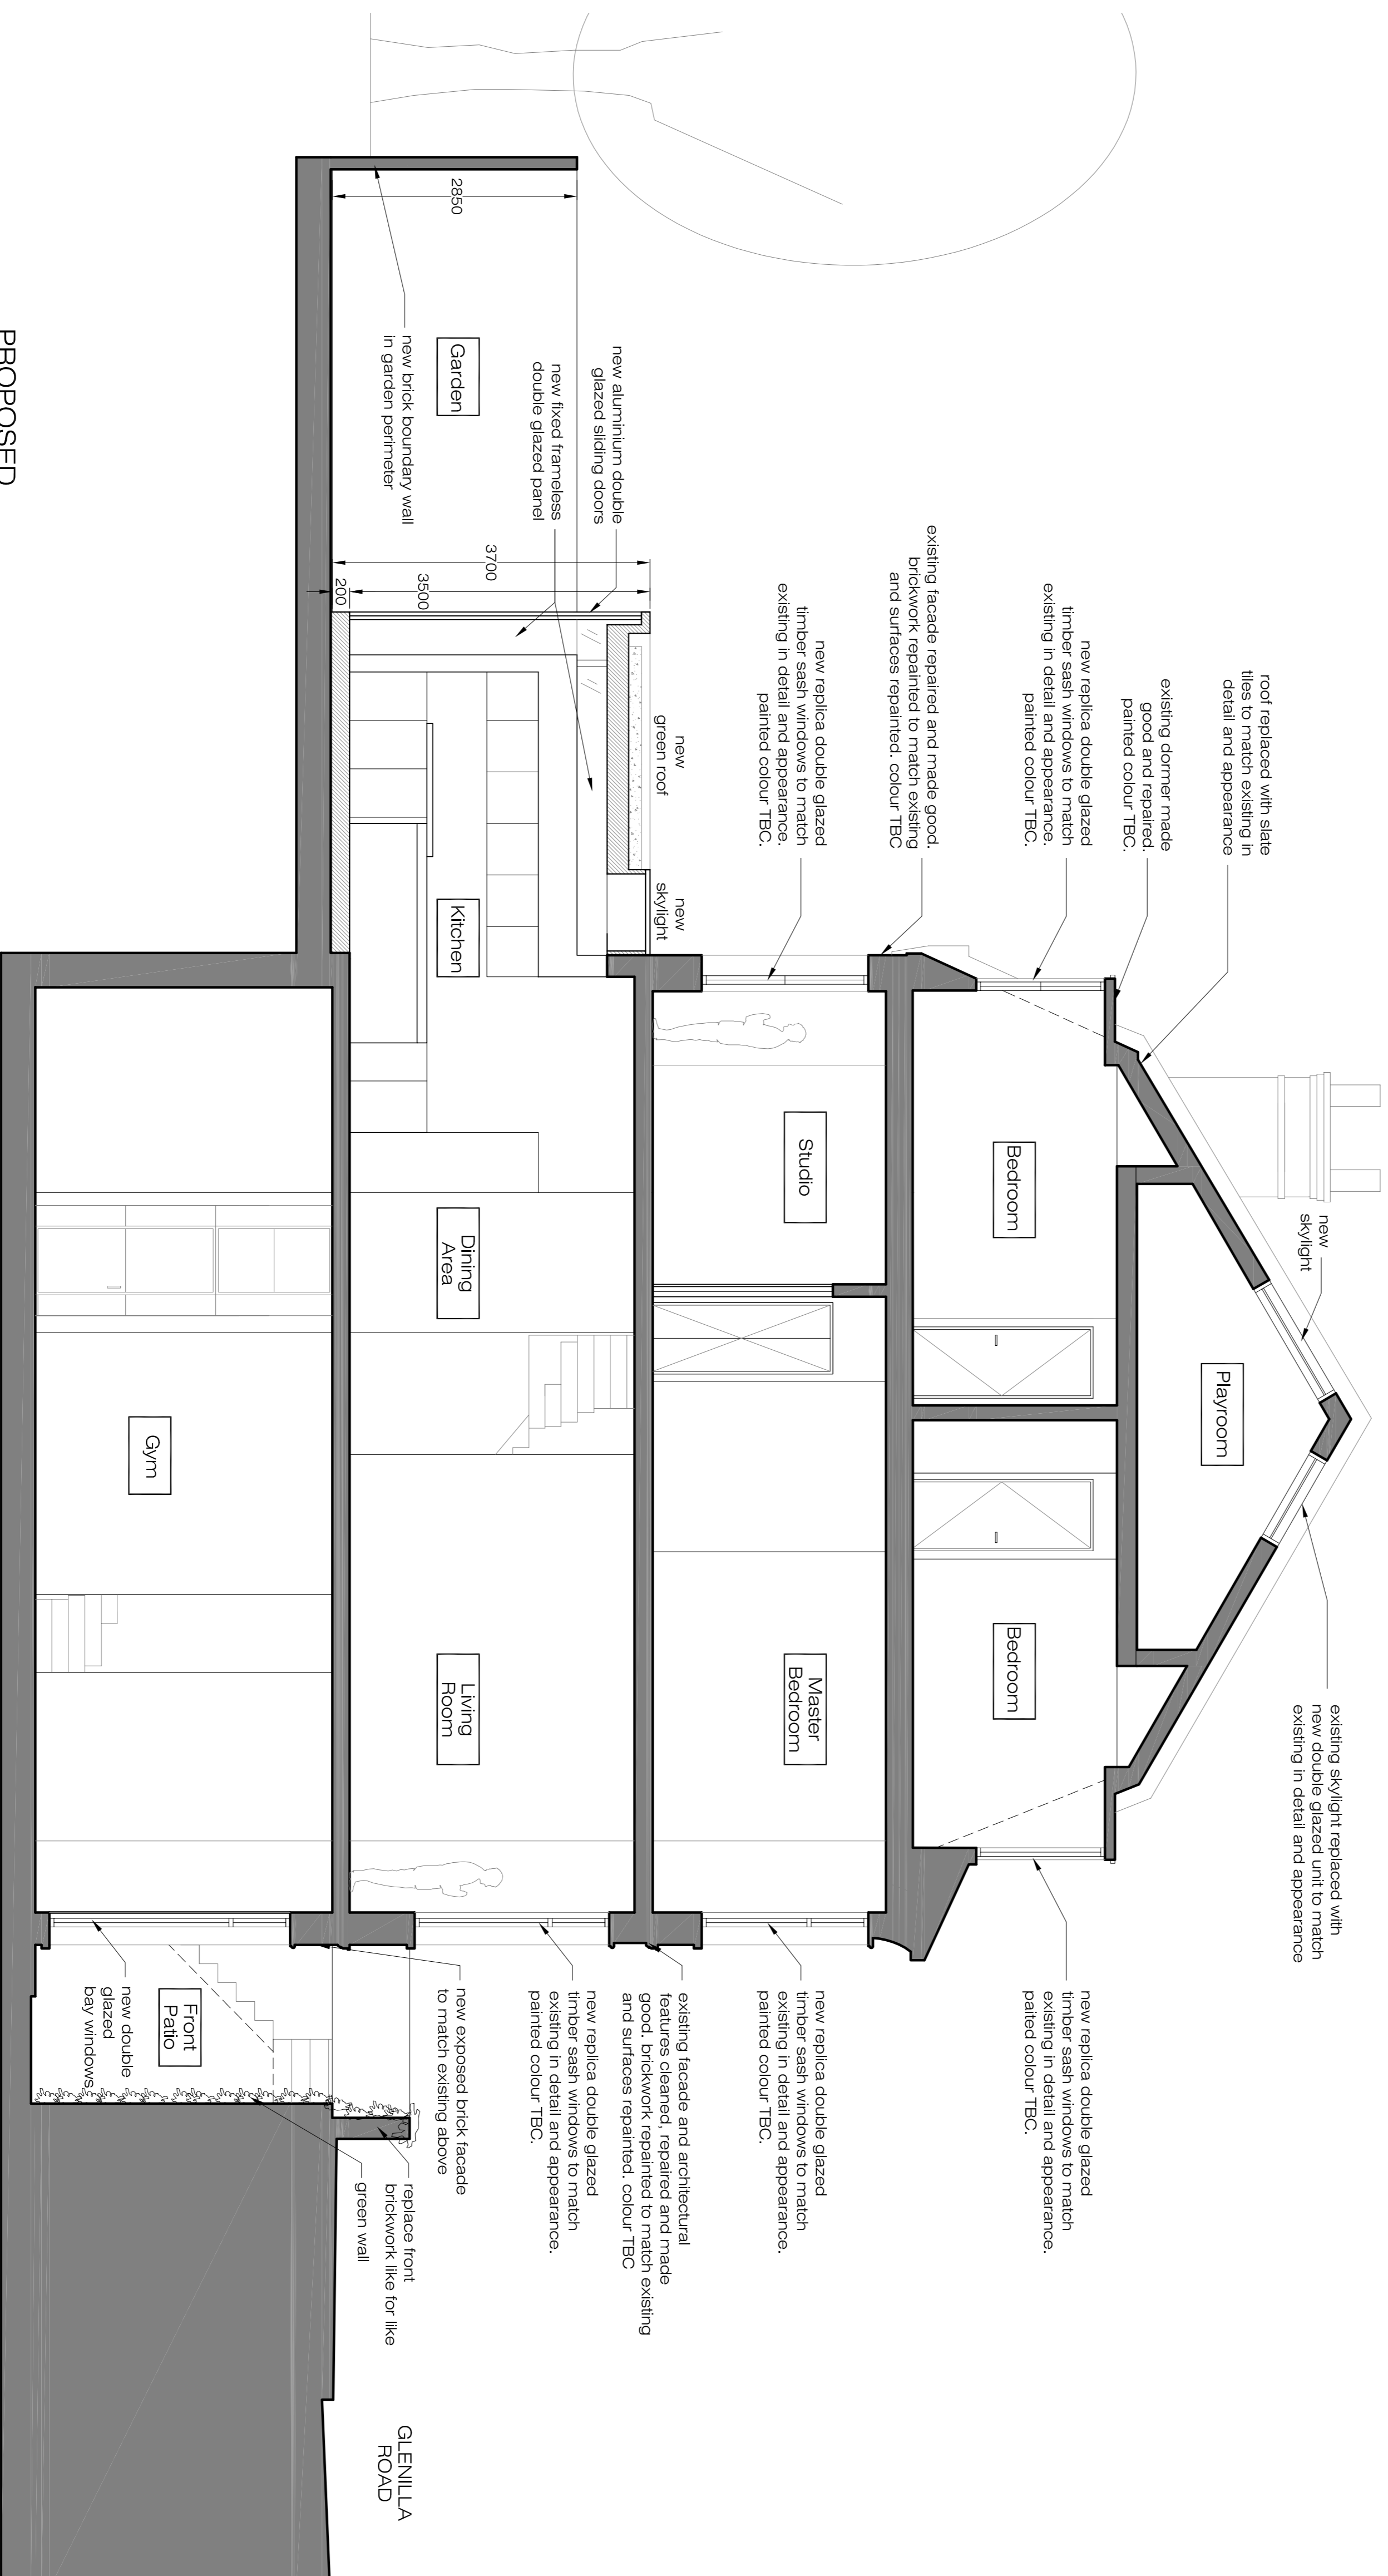 roof replaced with slate
tiles to match existing in
detail and appearance
existing dormer made
good and repaired.
painted colour TBC.
new replica double glazed
timber sash windows to match
existing in detail and appearance.
painted colour TBC.
existing facade repaired and made good.
brickwork repainted to match existing
and surfaces repainted. colour TBC
new replica double glazed
timber sash windows to match
existing in detail and appearance.
painted colour TBC.
new aluminium double
glazed sliding doors
new fixed frameless
double glazed panel
new brick boundary wall
in garden perimeter
Garden
2850
3700
3500
200
new
green roof
new
skylight
new
skylight
existing skylight replaced with
new double glazed unit to match
existing in detail and appearance
Playroom
Bedroom
Bedroom
Studio
Master
Bedroom
Kitchen
Dining
Area
Living
Room
Gym
Front
Patio
new double
glazed
bay windows
new replica double glazed
timber sash windows to match
existing in detail and appearance.
paited colour TBC.
new replica double glazed
timber sash windows to match
existing in detail and appearance.
painted colour TBC.
existing facade and architectural
features cleaned, repaired and made
good. brickwork repainted to match existing
and surfaces repainted. colour TBC
new replica double glazed
timber sash windows to match
existing in detail and appearance.
painted colour TBC.
new exposed brick facade
to match existing above
replace front
brickwork like for like
green wall
GLENILLA
ROAD
PROPOSED